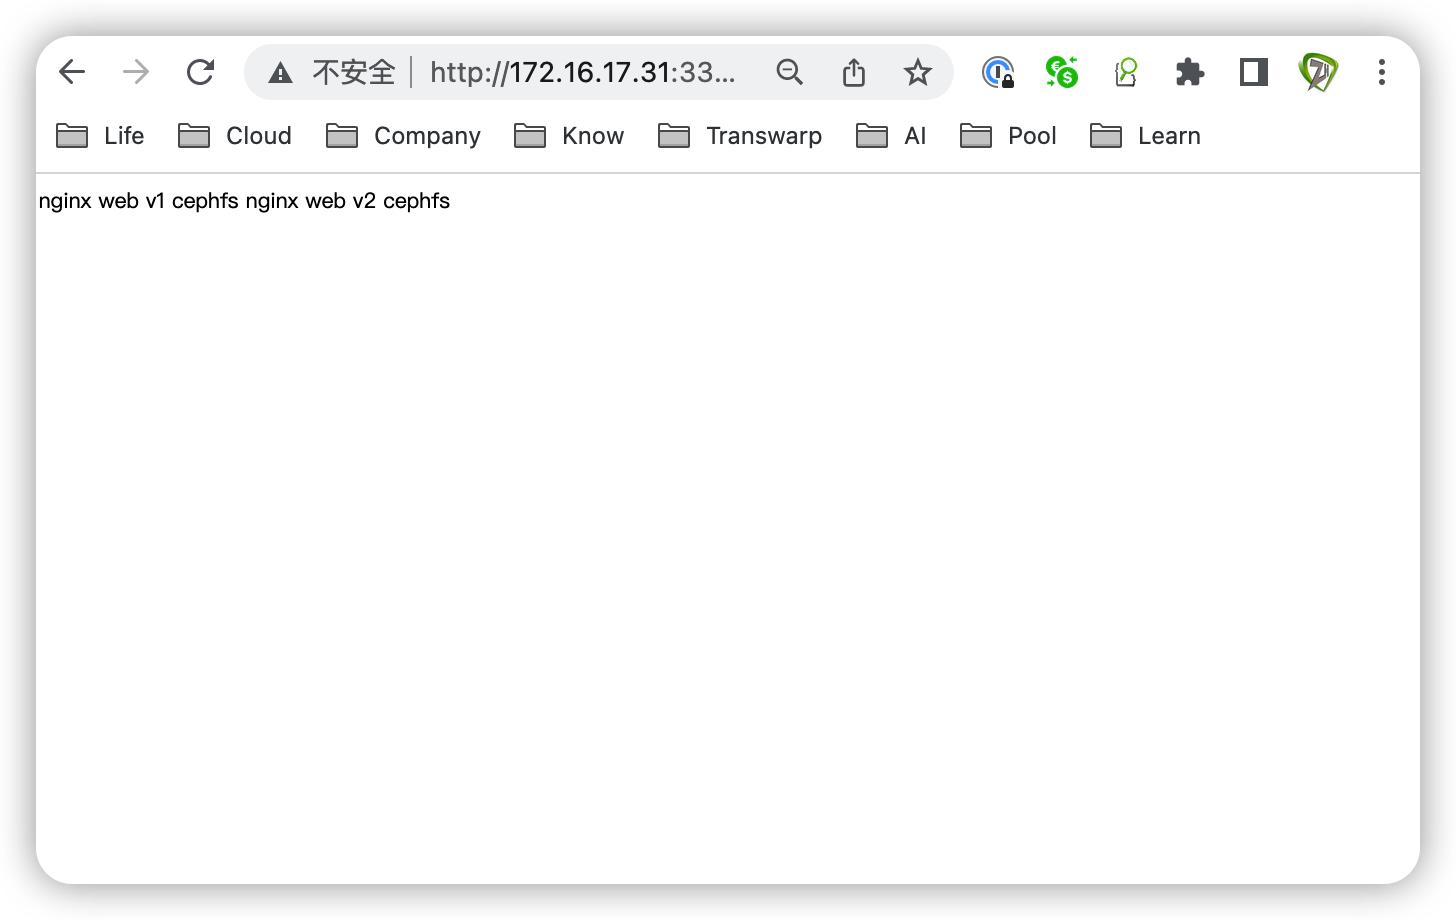 不安全 http://172.16.17.31:33...
Life Cloud Company Know Transwarp AI Pool Learn
nginx web v1 cephfs nginx web v2 cephfs